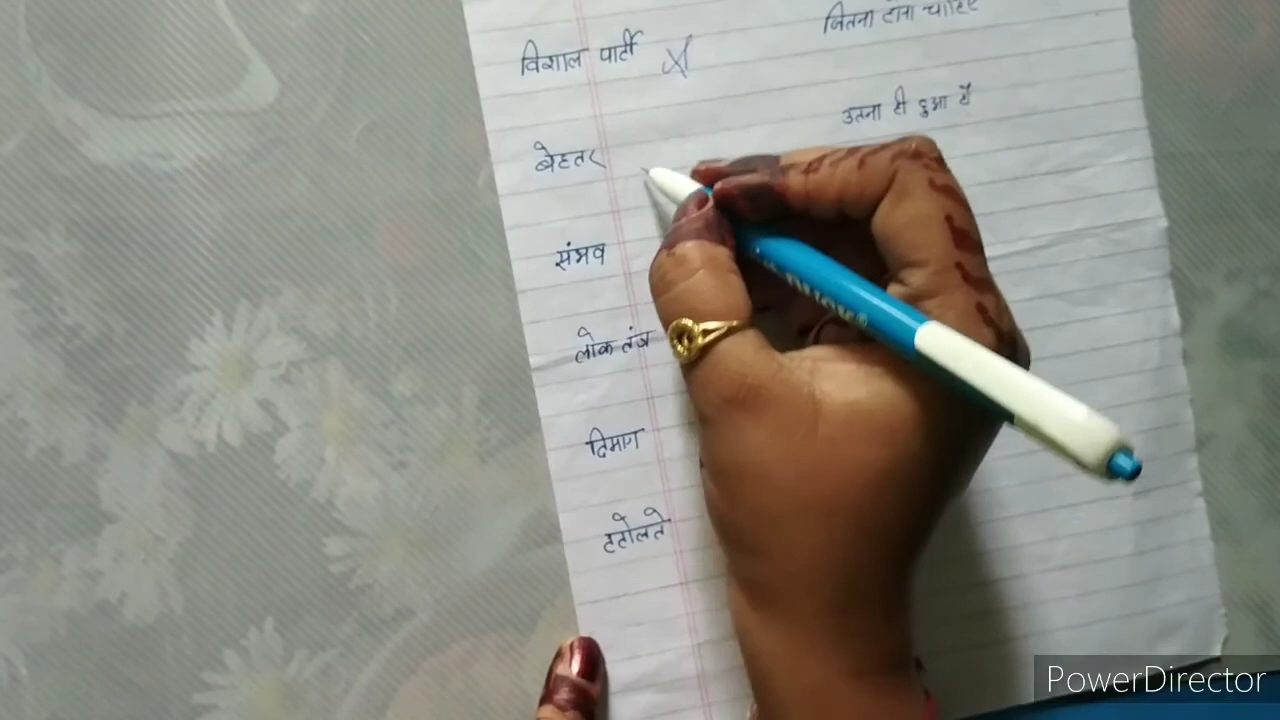 विशाल पार्टी
बेहतर
संभव
लोक तंत्र
दिमाग
टटोलते
जितना होना चाहिए
उतना ही हुआ है
PowerDirector